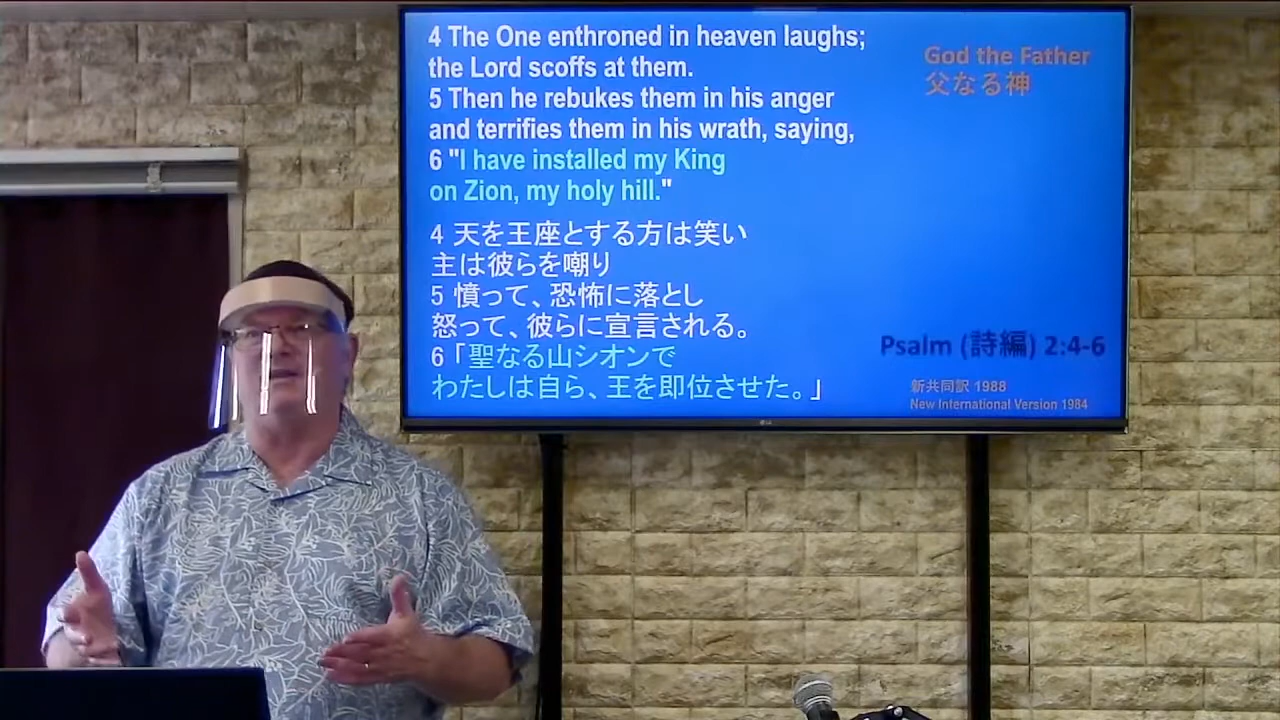 4 The One enthroned in heaven laughs;
the Lord scoffs at them.
5 Then he rebukes them in his anger
and terrifies them in his wrath, saying,
6 "I have installed my King
on Zion, my holy hill."
4 天を王座とする方は笑い
主は彼らを嘲り
5 憤って、恐怖に落とし
怒って、彼らに宣言される。
6「聖なる山シオンで
わたしは自ら、王を即位させた。」
God the Father
父なる神
Psalm (詩編) 2:4-6
新共同訳 1988
New International Version 1984
LG